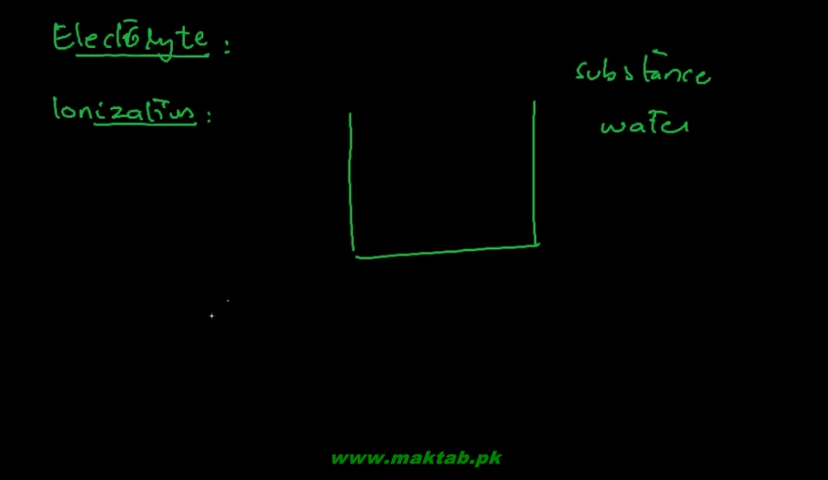 Electrolyte :
Ionization :
substance
water
www.maktab.pk